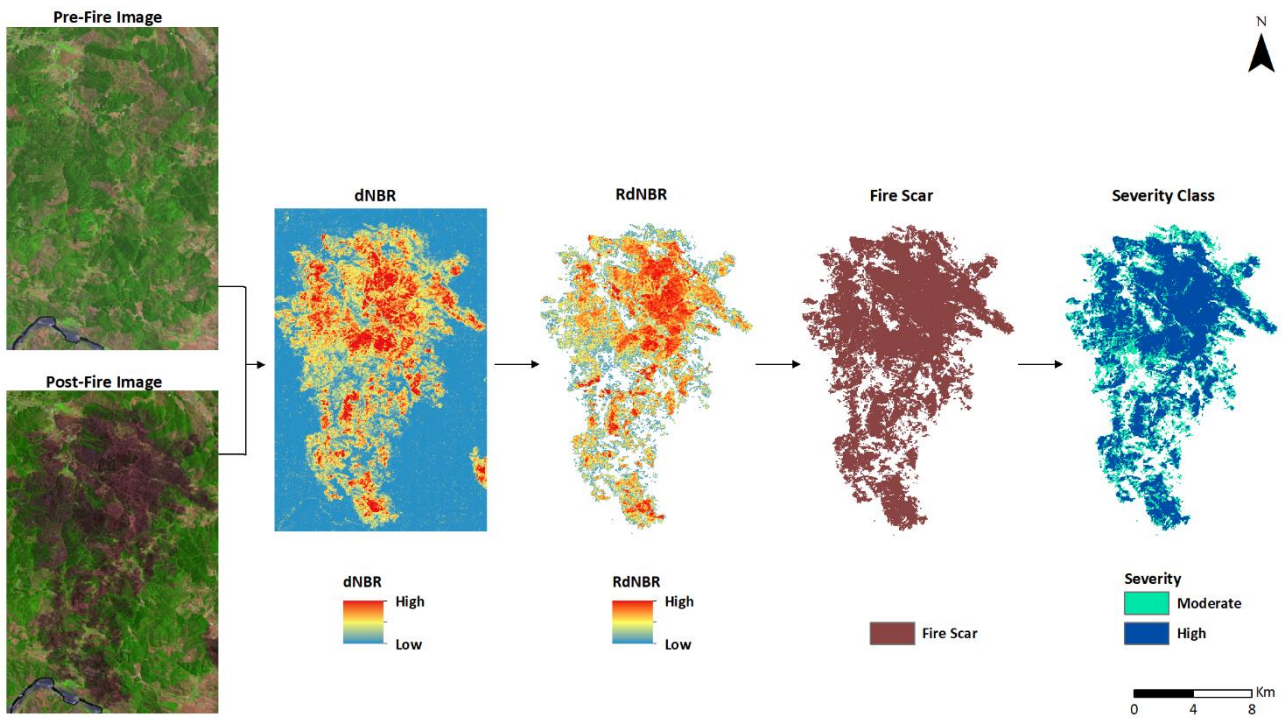 Pre-Fire Image
N
Post-Fire Image
dNBR
RdNBR
Fire Scar
Severity Class
dNBR
High
Low
RdNBR
High
Low
Fire Scar
Severity
Moderate
High
Km
0 4 8